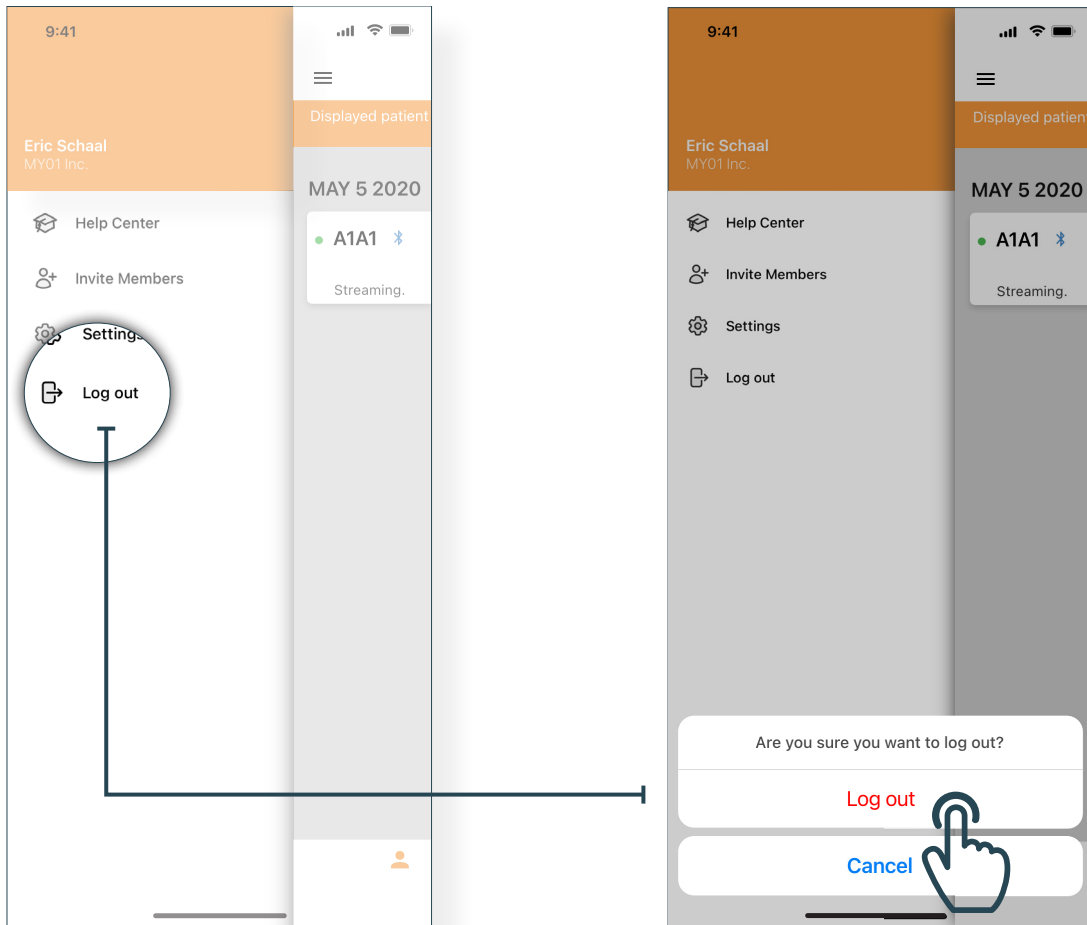 9:41
Eric Schaal
MY01 Inc.
Help Center
Invite Members
Settings
Log out
Displayed patient
MAY 5 2020
A1A1
Streaming.
9:41
Eric Schaal
MY01 Inc.
Help Center
Invite Members
Settings
Log out
Displayed patien
MAY 5 2020
A1A1
Streaming.
Are you sure you want to log out?
Log out
Cancel